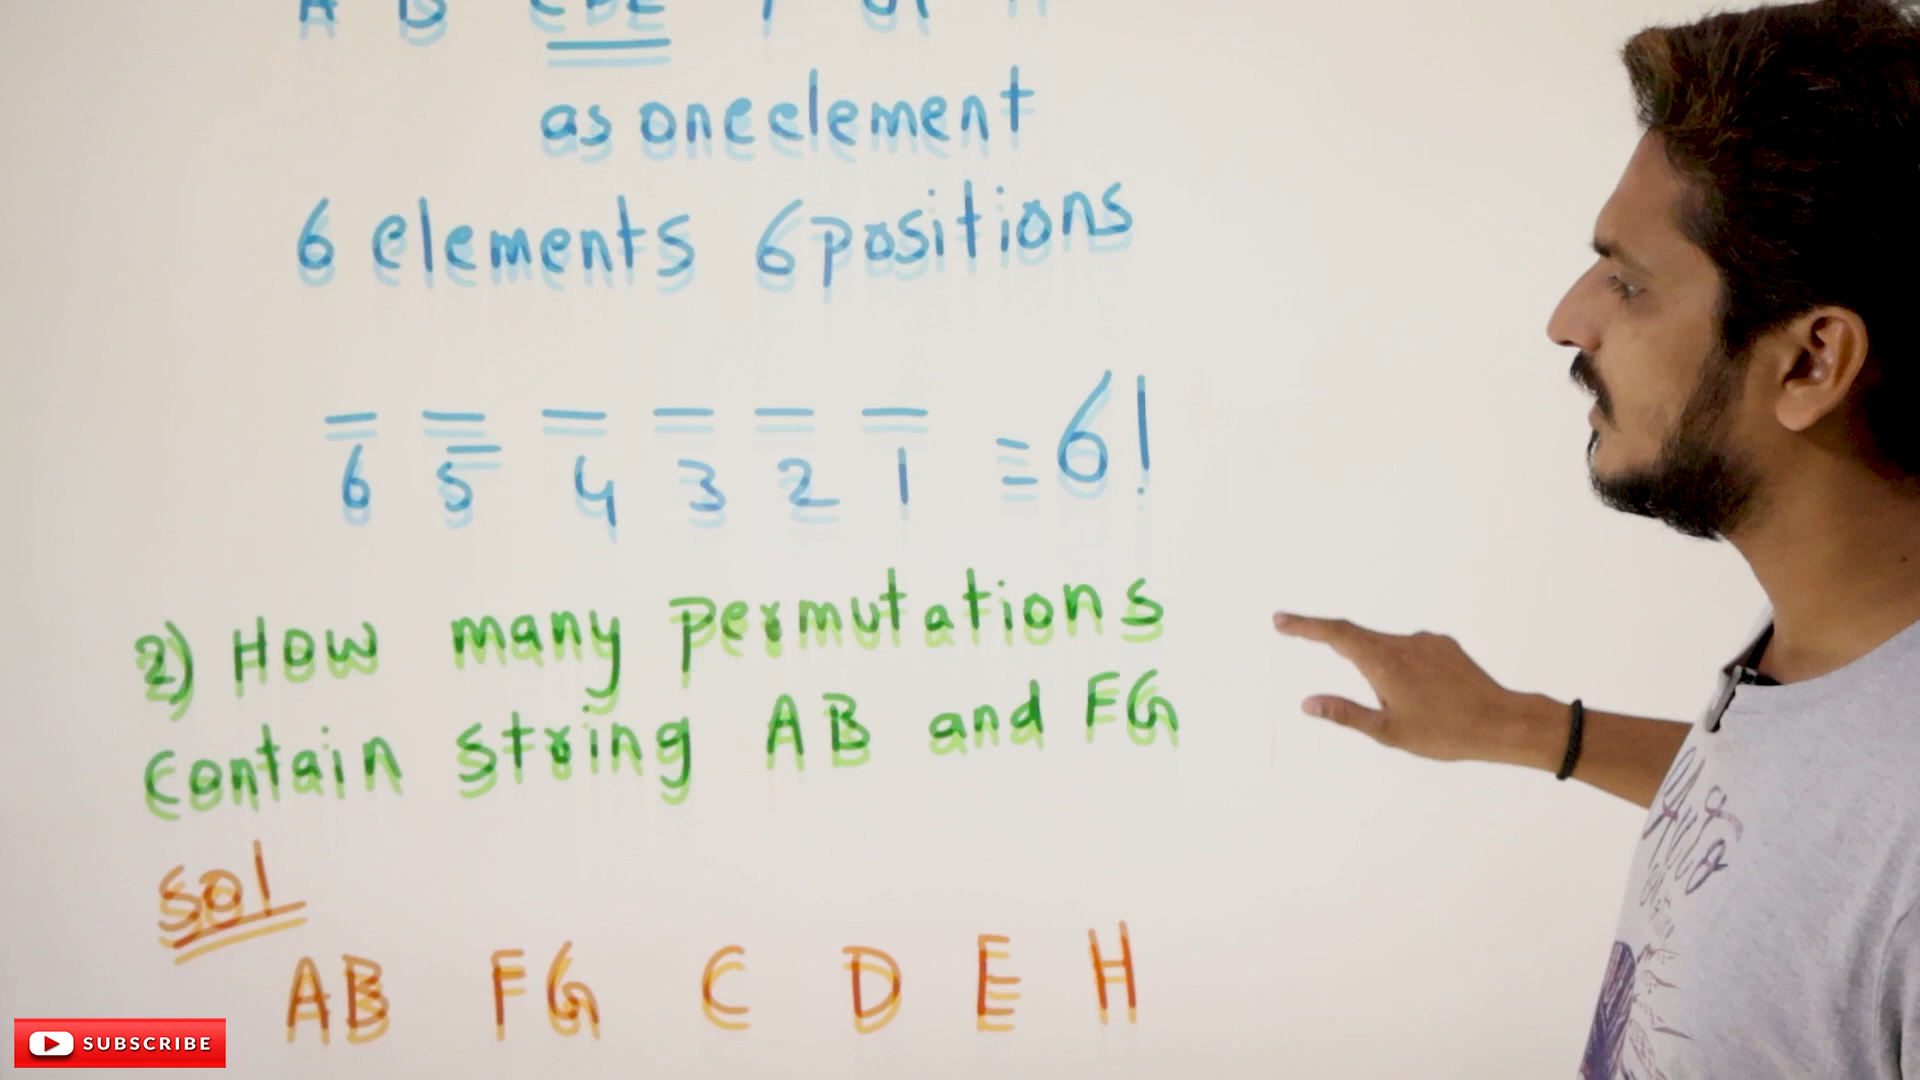 A B CDE F G H
as one element
6 elements 6 positions
6 5 4 3 2 1 = 6!
2) How many permutations
contain string AB and FG
Sol
AB FG C D E H
SUBSCRIBE